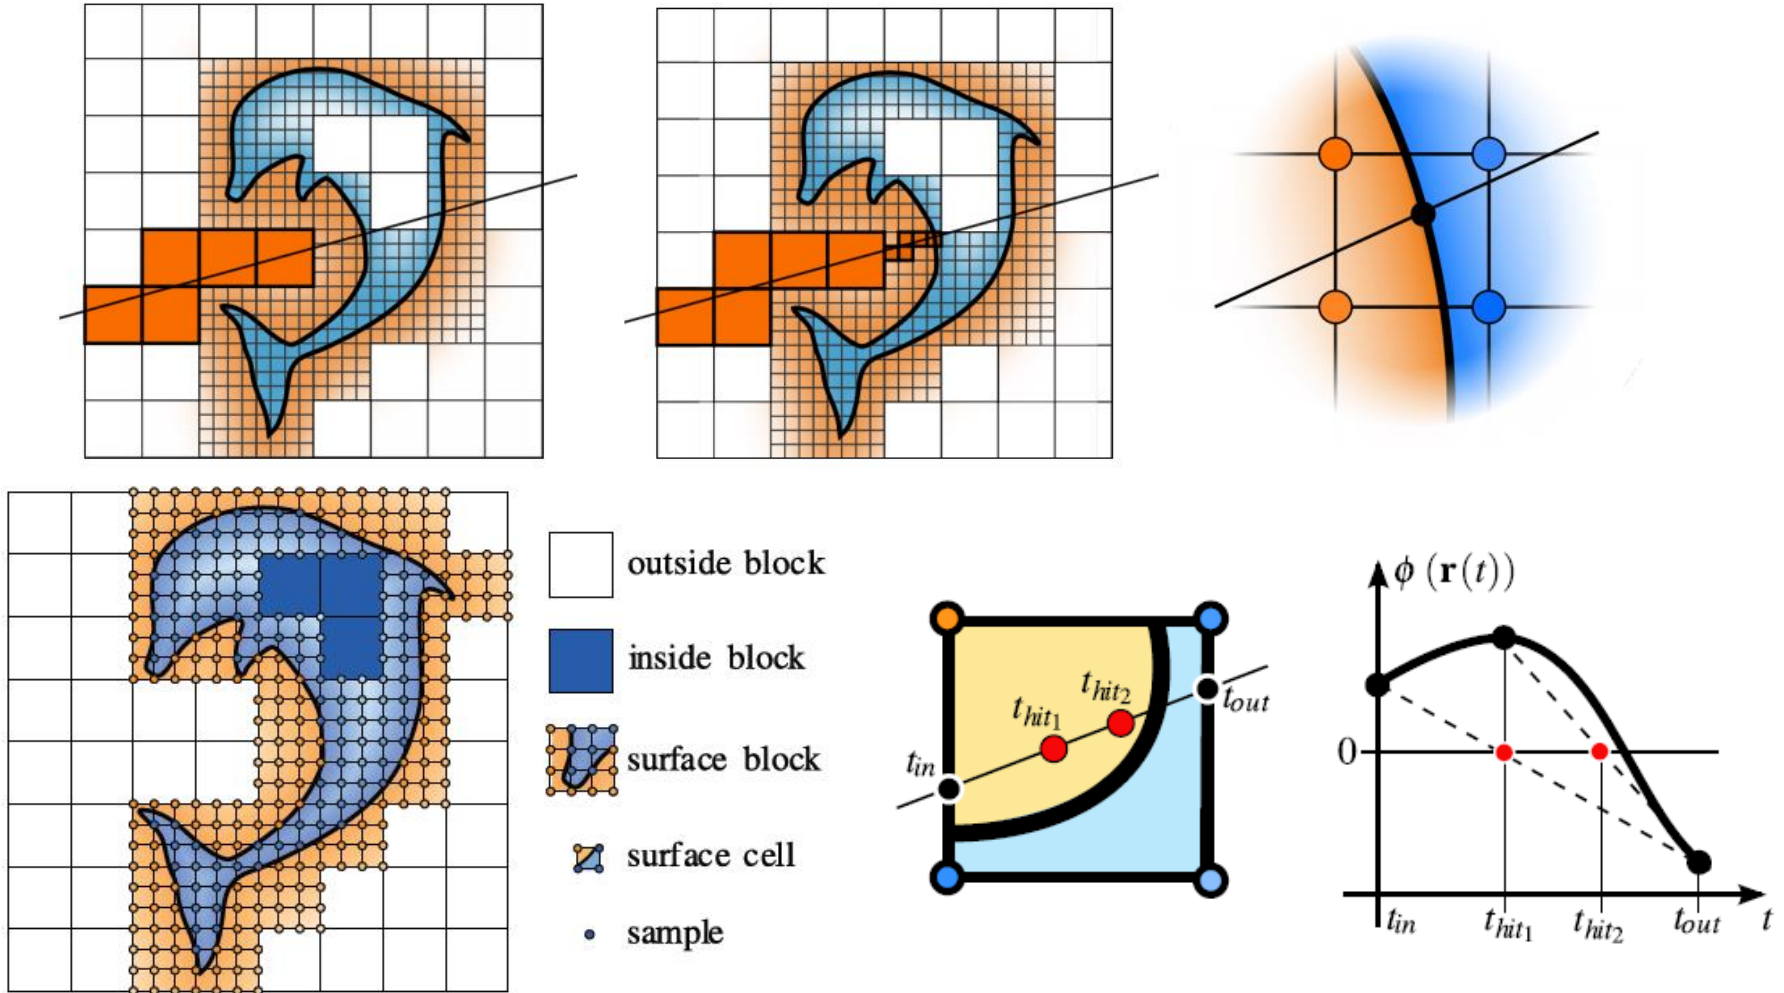 outside block
inside block
surface block
surface cell
sample
t_in
t_hit1
t_hit2
t_out
ϕ (r(t))
0
t_in
t_hit1
t_hit2
t_out
t